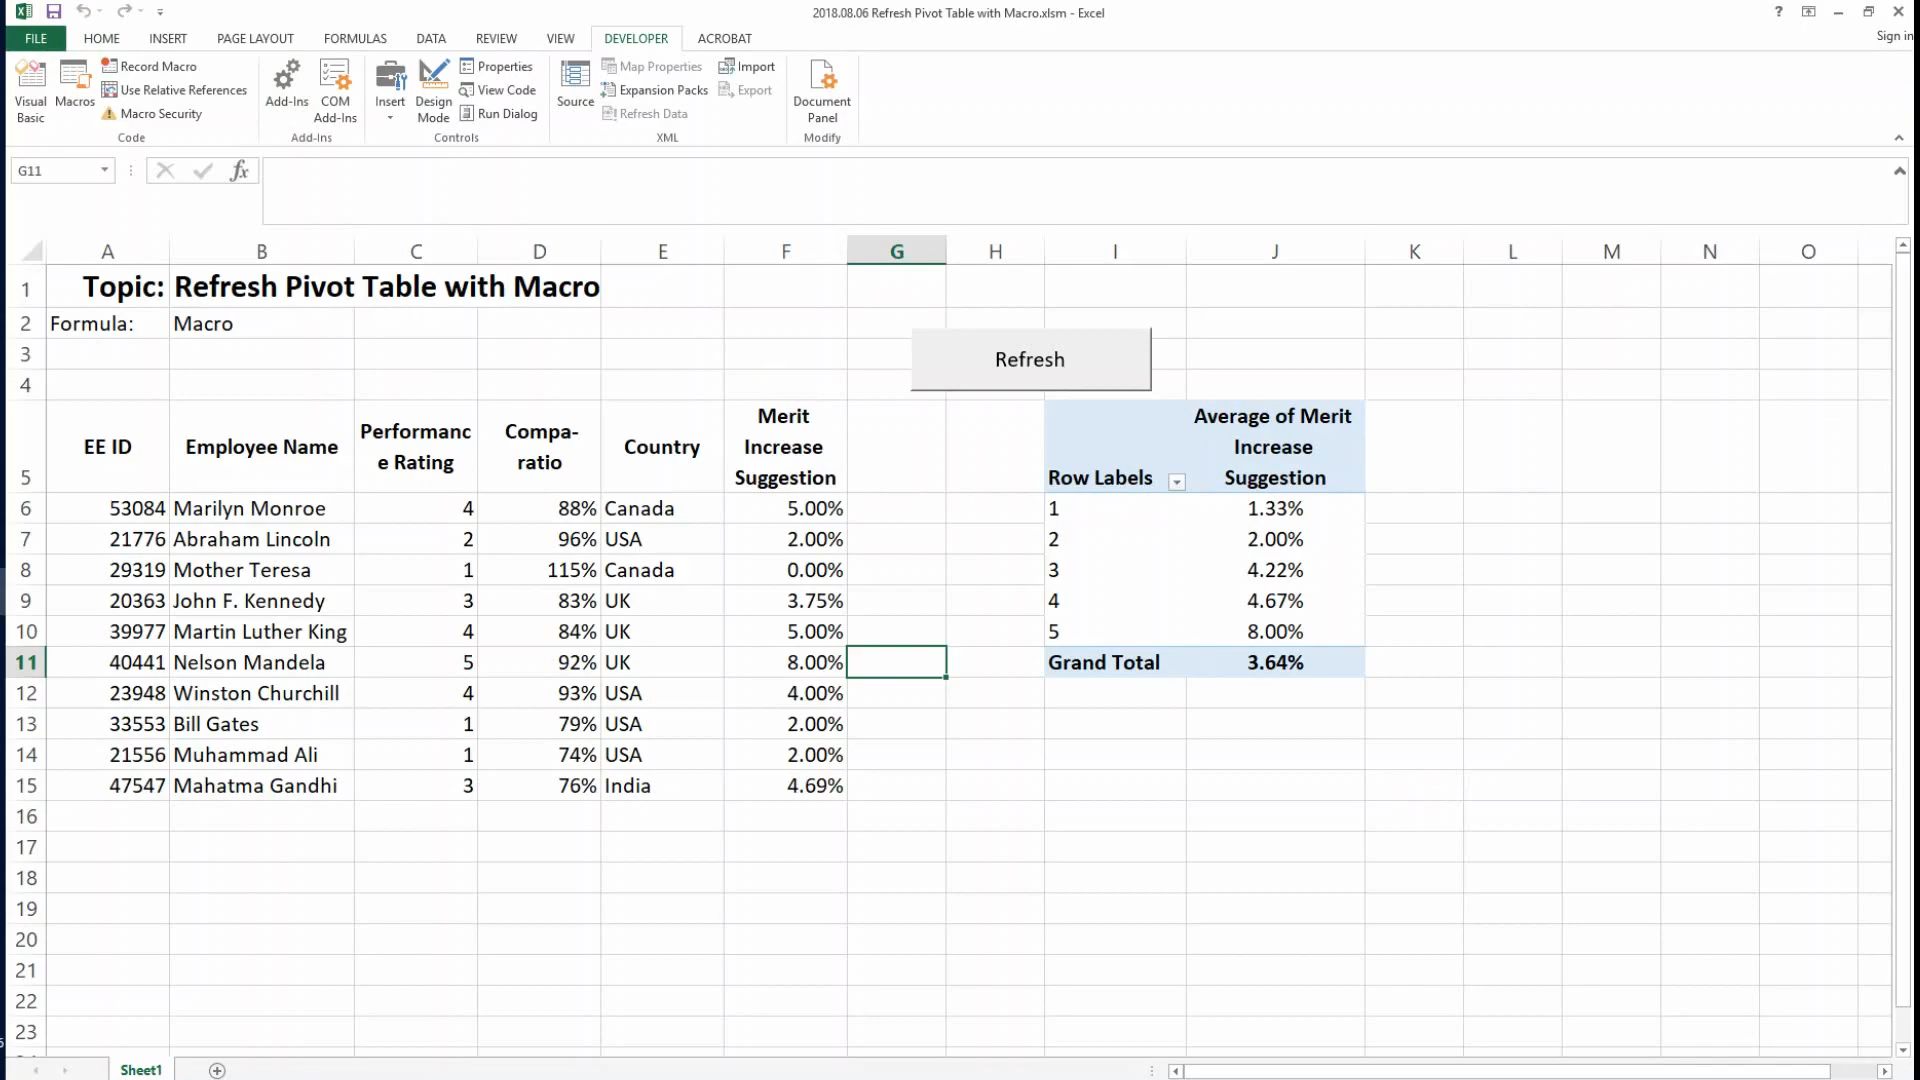 2018.08.06 Refresh Pivot Table with Macro.xlsm - Excel
?
Sign in
FILE HOME INSERT PAGE LAYOUT FORMULAS DATA REVIEW VIEW DEVELOPER ACROBAT
Visual Basic
Macros
Record Macro
Use Relative References
Macro Security
Code
Add-Ins
COM Add-Ins
Add-Ins
Insert
Design Mode
Properties
View Code
Run Dialog
Controls
Source
Map Properties
Expansion Packs
Refresh Data
Import
Export
XML
Document Panel
Modify
G11 fx
A B C D E F G H I J K L M N O
1 Topic: Refresh Pivot Table with Macro
2 Formula: Macro
3
Refresh
4
5 EE ID Employee Name Performanc e Rating Compa- ratio Country Merit Increase Suggestion Row Labels Average of Merit Increase Suggestion
6 53084 Marilyn Monroe 4 88% Canada 5.00% 1 1.33%
7 21776 Abraham Lincoln 2 96% USA 2.00% 2 2.00%
8 29319 Mother Teresa 1 115% Canada 0.00% 3 4.22%
9 20363 John F. Kennedy 3 83% UK 3.75% 4 4.67%
10 39977 Martin Luther King 4 84% UK 5.00% 5 8.00%
11 40441 Nelson Mandela 5 92% UK 8.00% Grand Total 3.64%
12 23948 Winston Churchill 4 93% USA 4.00%
13 33553 Bill Gates 1 79% USA 2.00%
14 21556 Muhammad Ali 1 74% USA 2.00%
15 47547 Mahatma Gandhi 3 76% India 4.69%
16
17
18
19
20
21
22
23
Sheet1